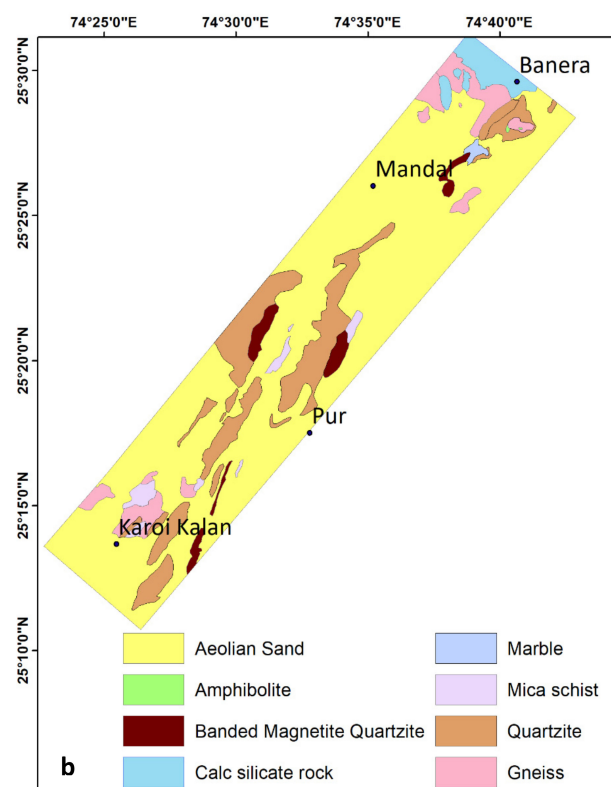 74°25'0"E 74°30'0"E 74°35'0"E 74°40'0"E
25°30'0"N
Banera
Mandal
25°25'0"N
25°20'0"N
Pur
25°15'0"N
Karoi Kalan
25°10'0"N
Aeolian Sand
Marble
Amphibolite
Mica schist
Banded Magnetite Quartzite
Quartzite
Calc silicate rock
Gneiss
b